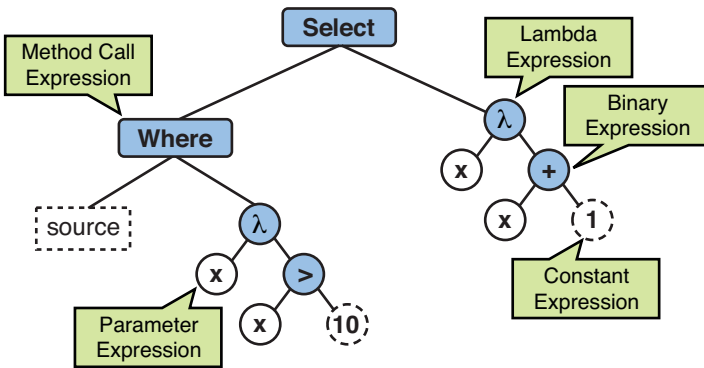 Select
Method Call
Expression
Lambda
Expression
Where
λ
Binary
Expression
x
+
source
λ
x
1
x
>
Constant
Expression
Parameter
Expression
x
10